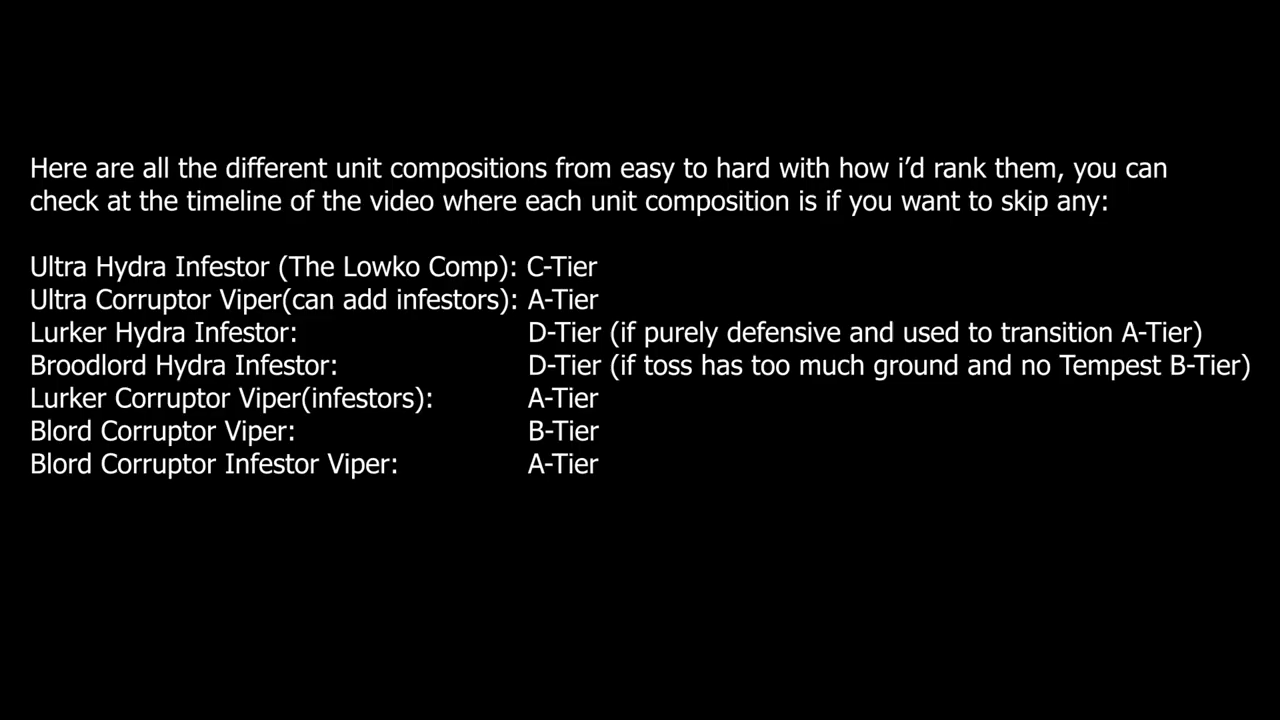 Here are all the different unit compositions from easy to hard with how i'd rank them, you can
check at the timeline of the video where each unit composition is if you want to skip any:
Ultra Hydra Infestor (The Lowko Comp): C-Tier
Ultra Corruptor Viper(can add infestors): A-Tier
Lurker Hydra Infestor: D-Tier (if purely defensive and used to transition A-Tier)
Broodlord Hydra Infestor: D-Tier (if toss has too much ground and no Tempest B-Tier)
Lurker Corruptor Viper(infestors): A-Tier
Blord Corruptor Viper: B-Tier
Blord Corruptor Infestor Viper: A-Tier